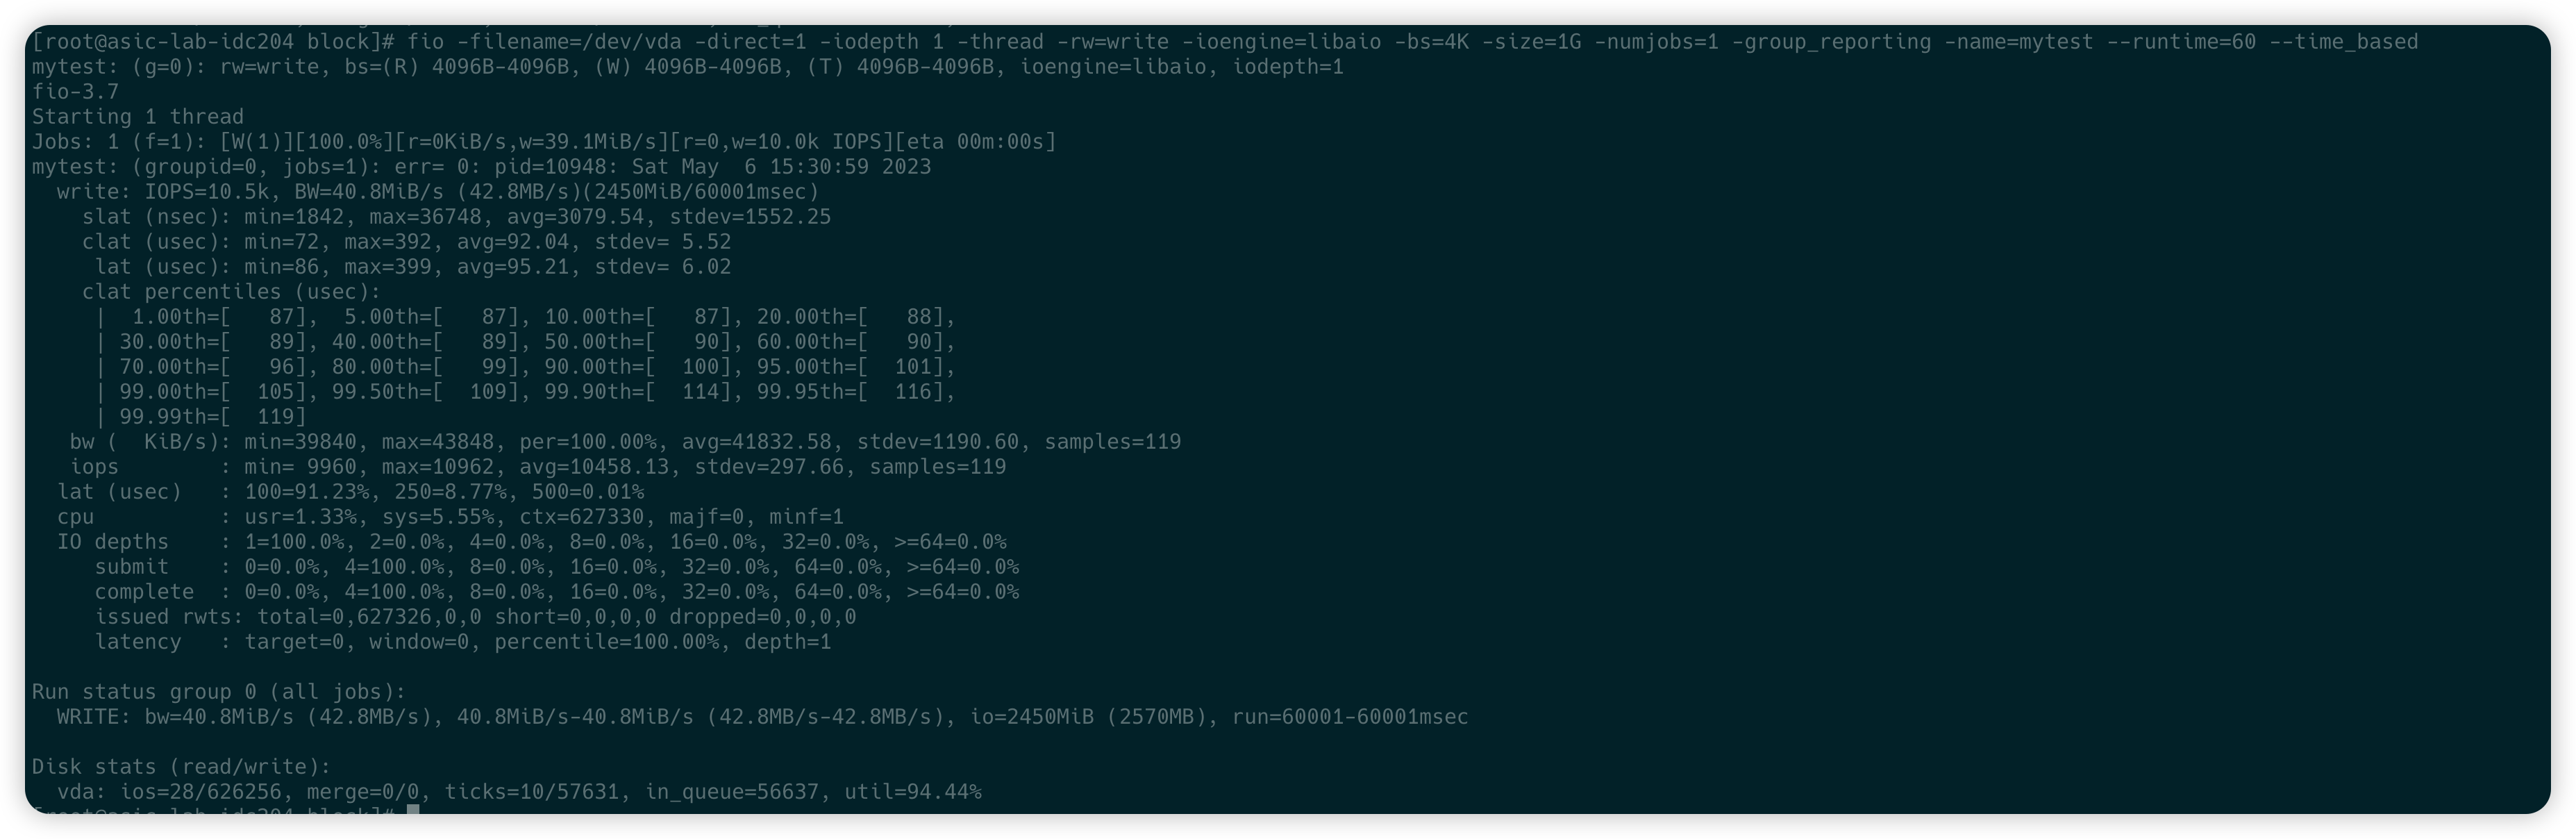 [root@asic-lab-idc204 block]# fio -filename=/dev/vda -direct=1 -iodepth 1 -thread -rw=write -ioengine=libaio -bs=4K -size=1G -numjobs=1 -group_reporting -name=mytest --runtime=60 --time_based
mytest: (g=0): rw=write, bs=(R) 4096B-4096B, (W) 4096B-4096B, (T) 4096B-4096B, ioengine=libaio, iodepth=1
fio-3.7
Starting 1 thread
Jobs: 1 (f=1): [W(1)][100.0%][r=0KiB/s,w=39.1MiB/s][r=0,w=10.0k IOPS][eta 00m:00s]
mytest: (groupid=0, jobs=1): err= 0: pid=10948: Sat May  6 15:30:59 2023
  write: IOPS=10.5k, BW=40.8MiB/s (42.8MB/s)(2450MiB/60001msec)
    slat (nsec): min=1842, max=36748, avg=3079.54, stdev=1552.25
    clat (usec): min=72, max=392, avg=92.04, stdev= 5.52
     lat (usec): min=86, max=399, avg=95.21, stdev= 6.02
    clat percentiles (usec):
     |  1.00th=[   87],  5.00th=[   87], 10.00th=[   87], 20.00th=[   88],
     | 30.00th=[   89], 40.00th=[   89], 50.00th=[   90], 60.00th=[   90],
     | 70.00th=[   96], 80.00th=[   99], 90.00th=[  100], 95.00th=[  101],
     | 99.00th=[  105], 99.50th=[  109], 99.90th=[  114], 99.95th=[  116],
     | 99.99th=[  119]
   bw (  KiB/s): min=39840, max=43848, per=100.00%, avg=41832.58, stdev=1190.60, samples=119
   iops        : min= 9960, max=10962, avg=10458.13, stdev=297.66, samples=119
  lat (usec)   : 100=91.23%, 250=8.77%, 500=0.01%
  cpu          : usr=1.33%, sys=5.55%, ctx=627330, majf=0, minf=1
  IO depths    : 1=100.0%, 2=0.0%, 4=0.0%, 8=0.0%, 16=0.0%, 32=0.0%, >=64=0.0%
     submit    : 0=0.0%, 4=100.0%, 8=0.0%, 16=0.0%, 32=0.0%, 64=0.0%, >=64=0.0%
     complete  : 0=0.0%, 4=100.0%, 8=0.0%, 16=0.0%, 32=0.0%, 64=0.0%, >=64=0.0%
     issued rwts: total=0,627326,0,0 short=0,0,0,0 dropped=0,0,0,0
     latency   : target=0, window=0, percentile=100.00%, depth=1
Run status group 0 (all jobs):
  WRITE: bw=40.8MiB/s (42.8MB/s), 40.8MiB/s-40.8MiB/s (42.8MB/s-42.8MB/s), io=2450MiB (2570MB), run=60001-60001msec
Disk stats (read/write):
  vda: ios=28/626256, merge=0/0, ticks=10/57631, in_queue=56637, util=94.44%
[root@asic-lab-idc204 block]#